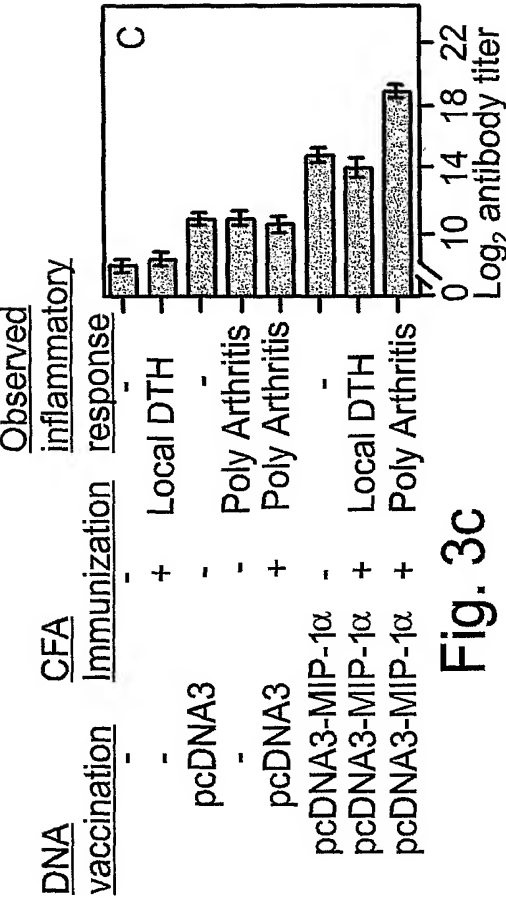 DNA vaccination CFA Immunization Observed inflammatory response
- - -
- + Local DTH
pcDNA3 - -
- - Poly Arthritis
pcDNA3 + Poly Arthritis
pcDNA3-MIP-1α - -
pcDNA3-MIP-1α + Local DTH
pcDNA3-MIP-1α + Poly Arthritis
C
0 10 14 18 22
Log₂ antibody titer
Fig. 3c